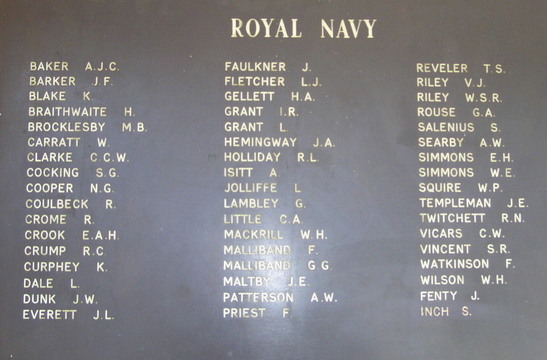 ROYAL NAVY
BAKER A.J.C.
BARKER J.F.
BLAKE K.
BRAITHWAITE H.
BROCKLESBY M.B.
CARRATT W.
CLARKE C.C.W.
COCKING S.G.
COOPER N.G.
COULBECK R.
CROME R.
CROOK E.A.H.
CRUMP R.C
CURPHEY K.
DALE L.
DUNK J.W.
EVERETT J.L.
FAULKNER J.
FLETCHER L.J.
GELLETT H.A.
GRANT I.R.
GRANT L.
HEMINGWAY J.A.
HOLLIDAY R.L.
ISITT A
JOLLIFFE L
LAMBLEY G.
LITTLE C.A.
MACKRILL W.H.
MALLIBAND F.
MALLIBAND G.G.
MALTBY J.E.
PATTERSON A.W.
PRIEST F.
REVELER T.S.
RILEY V.J.
RILEY W.S.R.
ROUSE G.A.
SALENIUS S.
SEARBY A.W.
SIMMONS E.H.
SIMMONS W.E.
SQUIRE W.P.
TEMPLEMAN J.E.
TWITCHETT R.N.
VICARS C.W.
VINCENT S.R.
WATKINSON F.
WILSON W.H.
FENTY J.
INCH S.